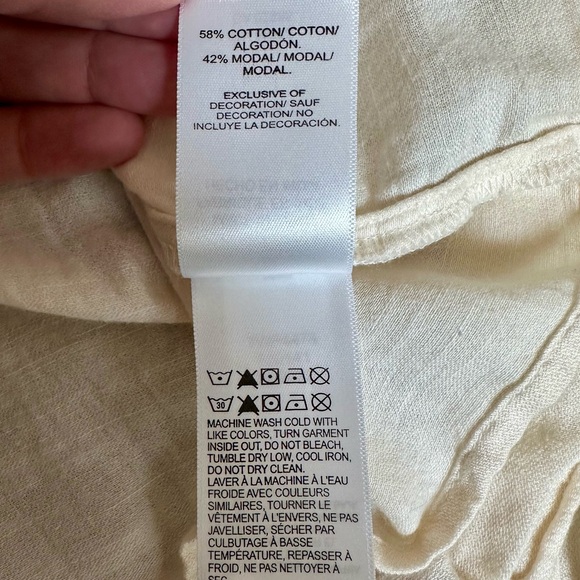 58% COTTON/ COTON/
ALGODÓN.
42% MODAL/ MODAL/
MODAL.
EXCLUSIVE OF
DECORATION/ SAUF
DECORATION/ NO
INCLUYE LA DECORACIÓN.
30
MACHINE WASH COLD WITH
LIKE COLORS, TURN GARMENT
INSIDE OUT, DO NOT BLEACH,
TUMBLE DRY LOW, COOL IRON,
DO NOT DRY CLEAN.
LAVER À LA MACHINE À L'EAU
FROIDE AVEC COULEURS
SIMILAIRES, TOURNER LE
VÊTEMENT À L'ENVERS, NE PAS
JAVELLISER, SÉCHER PAR
CULBUTAGE À BASSE
TEMPÉRATURE, REPASSER À
FROID, NE PAS NETTOYER À
SEC.